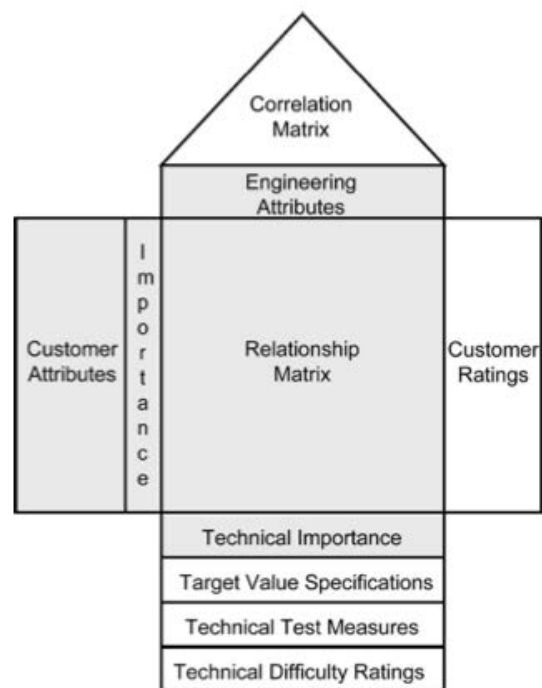 Correlation
Matrix
Engineering
Attributes
Customer
Attributes
Importance
Relationship
Matrix
Customer
Ratings
Technical Importance
Target Value Specifications
Technical Test Measures
Technical Difficulty Ratings